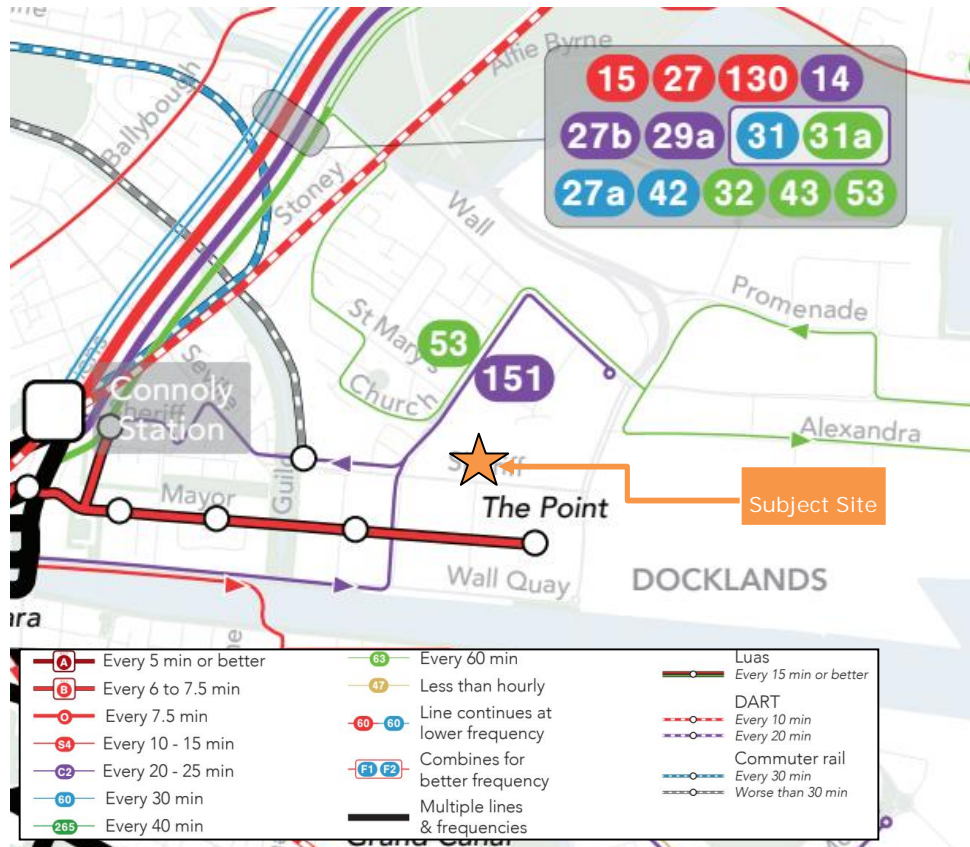 Ballybough
Alfie Byrne
Stoney
Wall
15 27 130 14
27b 29a 31 31a
27a 42 32 43 53
Promenade
St Mary's
53
151
Church
Connoly
Station
Alexandra
Mayor
Guild
The Point
Subject Site
Wall Quay
DOCKLANDS
A Every 5 min or better
B Every 6 to 7.5 min
O Every 7.5 min
S4 Every 10 - 15 min
C2 Every 20 - 25 min
60 Every 30 min
265 Every 40 min
63 Every 60 min
47 Less than hourly
60 60 Line continues at
lower frequency
F1 F2 Combines for
better frequency
Multiple lines
& frequencies
Luas
Every 15 min or better
DART
Every 10 min
Every 20 min
Commuter rail
Every 30 min
Worse than 30 min
Grand Canal